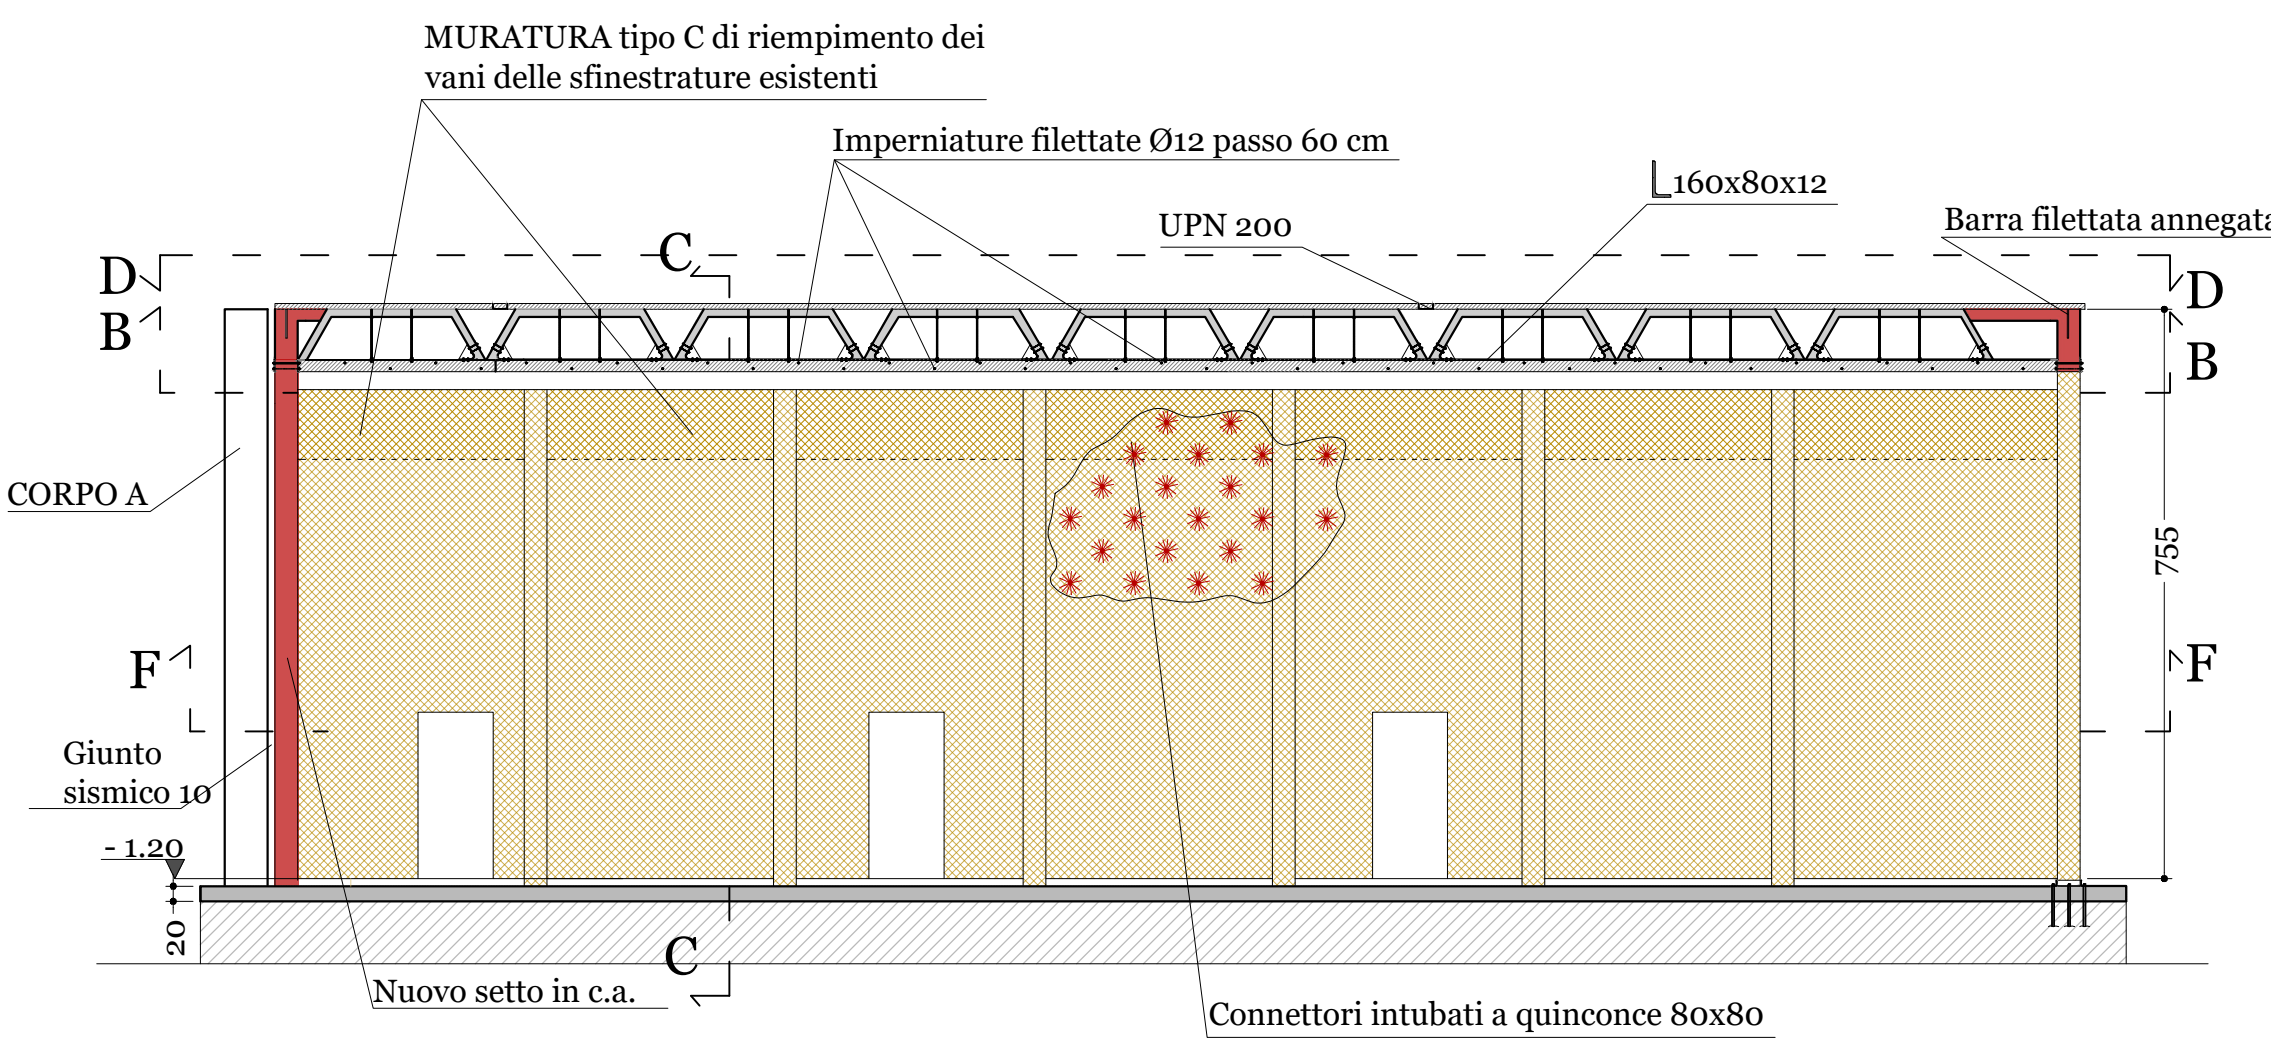 MURATURA tipo C di riempimento dei
vani delle sfinestrature esistenti
Imperniature filettate Ø12 passo 60 cm
160x80x12
UPN 200
Barra filettata annegata
C
D
D
B
B
CORPO A
755
F
F
Giunto
sismico 10
- 1.20
20
C
Nuovo setto in c.a.
Connettori intubati a quinconce 80x80